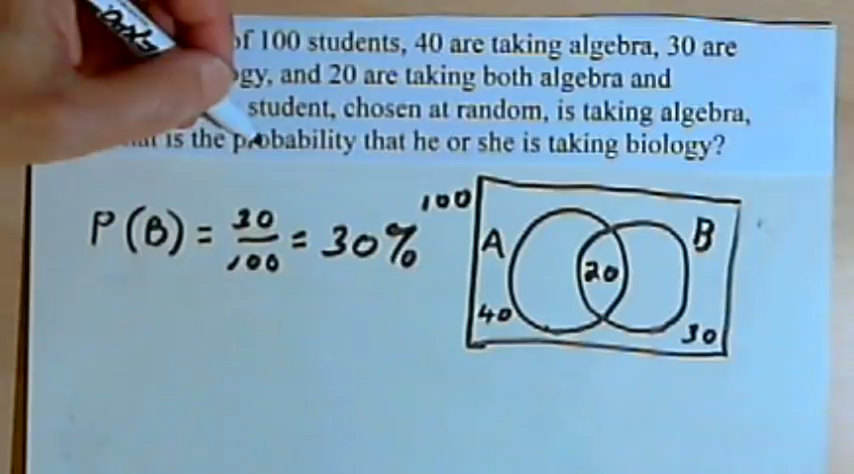 of 100 students, 40 are taking algebra, 30 are
and 20 are taking both algebra and
student, chosen at random, is taking algebra,
is the probability that he or she is taking biology?
P(B) = 30/100 = 30%
100
A
B
20
40
30